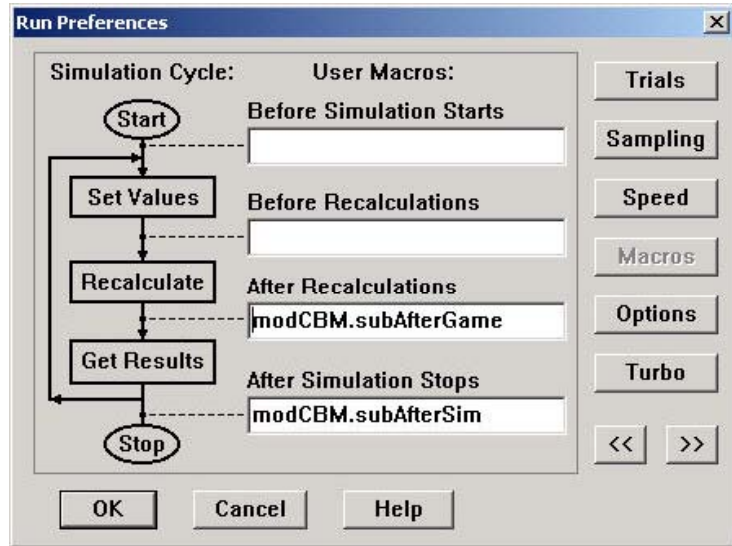 Run Preferences
Simulation Cycle:
User Macros:
Start
Before Simulation Starts
Set Values
Before Recalculations
Recalculate
After Recalculations
modCBM.subAfterGame
Get Results
After Simulation Stops
modCBM.subAfterSim
Stop
Trials
Sampling
Speed
Macros
Options
Turbo
<<
>>
OK
Cancel
Help